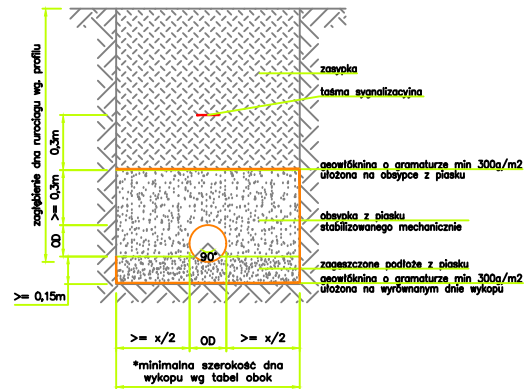 zasypka
taśma sygnalizacyjna
geowłóknina o gramaturze min 300g/m2
ułożona na obsypce z piasku
obsypka z piasku
stabilizowanego mechanicznie
zagęszczone podłoże z piasku
geowłóknina o gramaturze min 300g/m2
ułożona na wyrównanym dnie wykopu
zagłębienie dna rurociągu wg. profilu
0,3m
>= 0,3m
OD
>= 0,15m
90°
>= x/2
OD
>= x/2
*minimalna szerokość dna
wykopu wg tabel obok